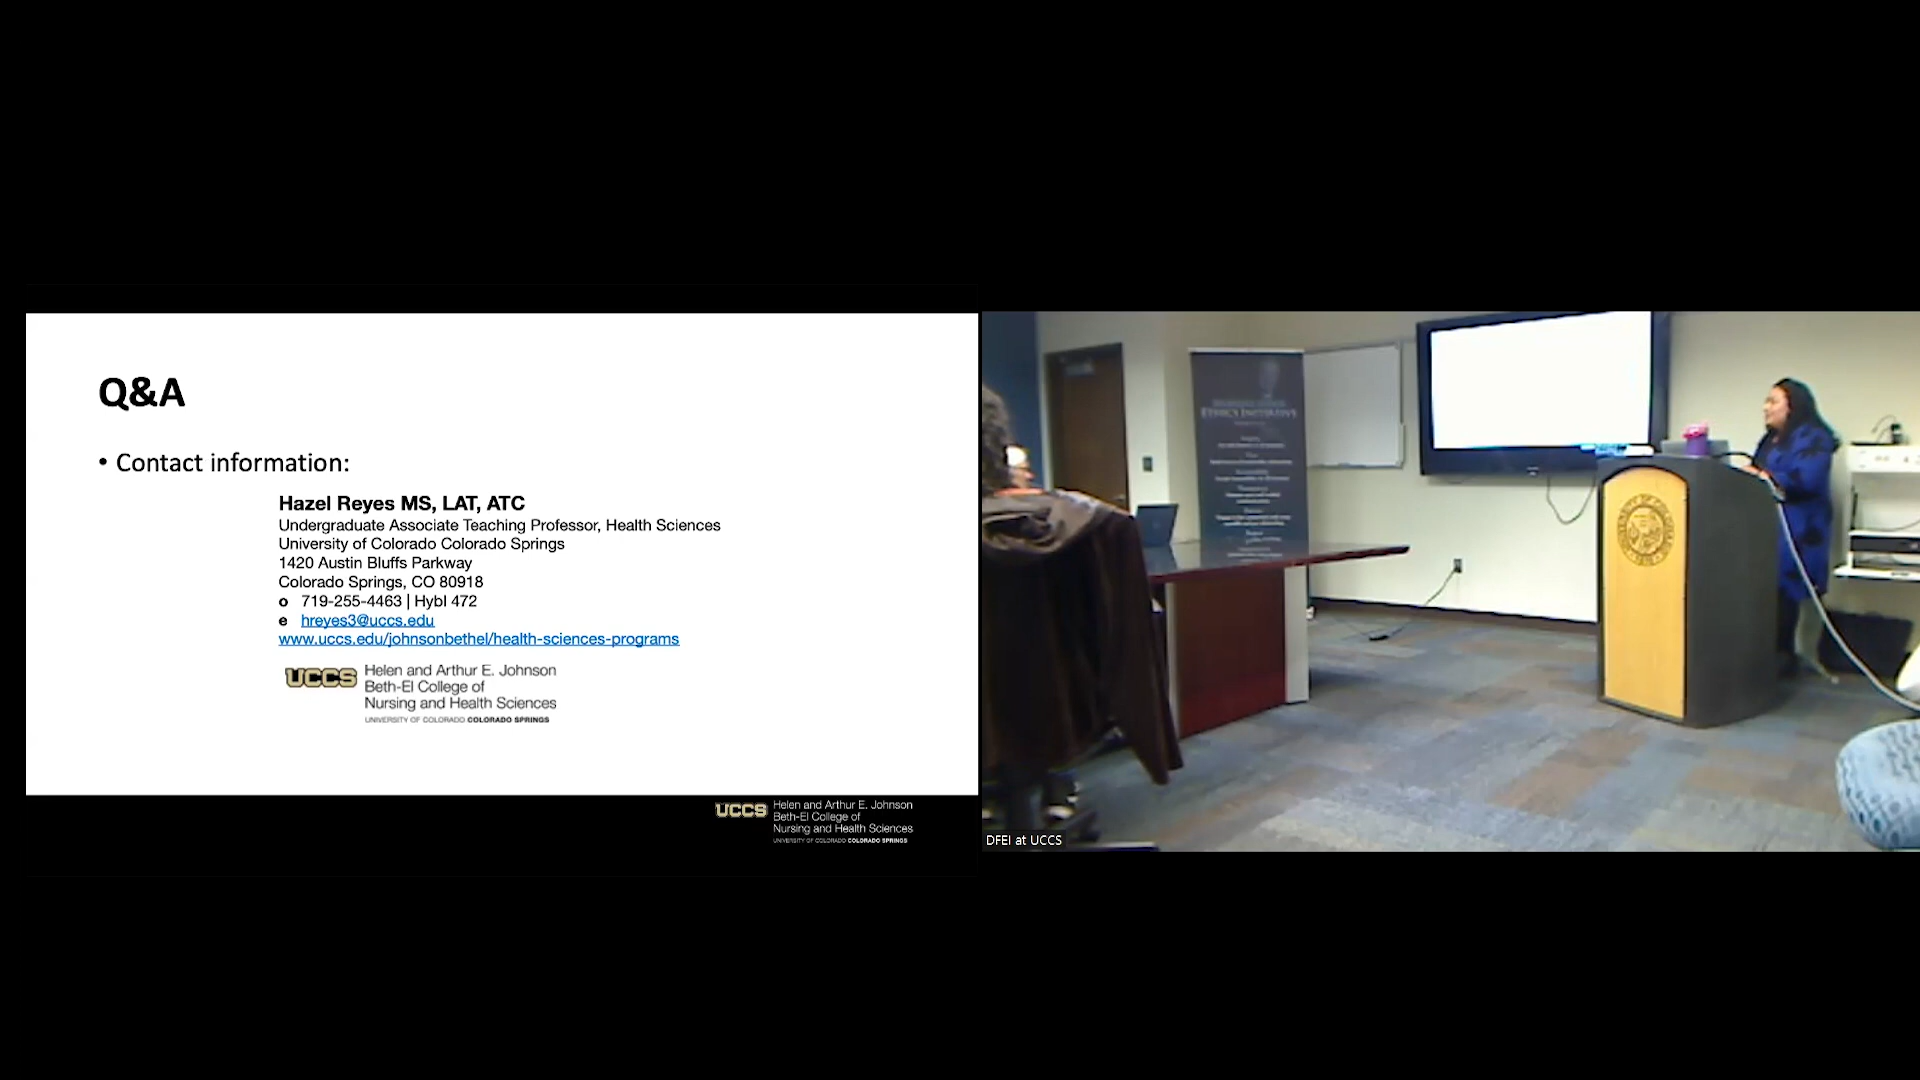 Q&A
• Contact information:
Hazel Reyes MS, LAT, ATC
Undergraduate Associate Teaching Professor, Health Sciences
University of Colorado Colorado Springs
1420 Austin Bluffs Parkway
Colorado Springs, CO 80918
o 719-255-4463 | Hybl 472
e hreyes3@uccs.edu
www.uccs.edu/johnsonbethel/health-sciences-programs
UCCS
Helen and Arthur E. Johnson
Beth-El College of
Nursing and Health Sciences
UNIVERSITY OF COLORADO COLORADO SPRINGS
UCCS
Helen and Arthur E. Johnson
Beth-El College of
Nursing and Health Sciences
UNIVERSITY OF COLORADO COLORADO SPRINGS
ETHICS INITIATIVE
DFEI at UCCS